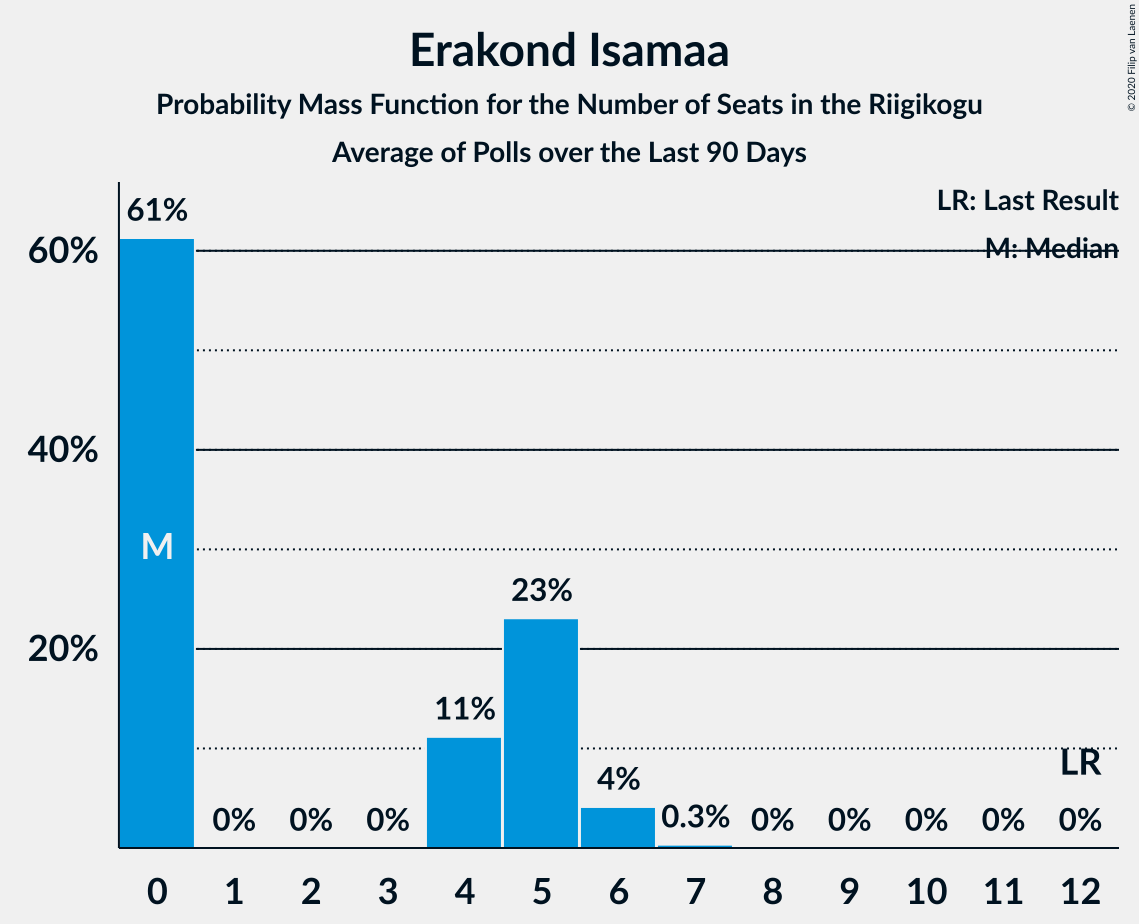 Erakond Isamaa
Probability Mass Function for the Number of Seats in the Riigikogu
Average of Polls over the Last 90 Days
© 2020 Filip van Laenen
LR: Last Result
M: Median
61%
60%
40%
20%
M
0% 0% 0% 11% 23% 4% 0.3% 0% 0% 0% 0% 0%
LR
0 1 2 3 4 5 6 7 8 9 10 11 12